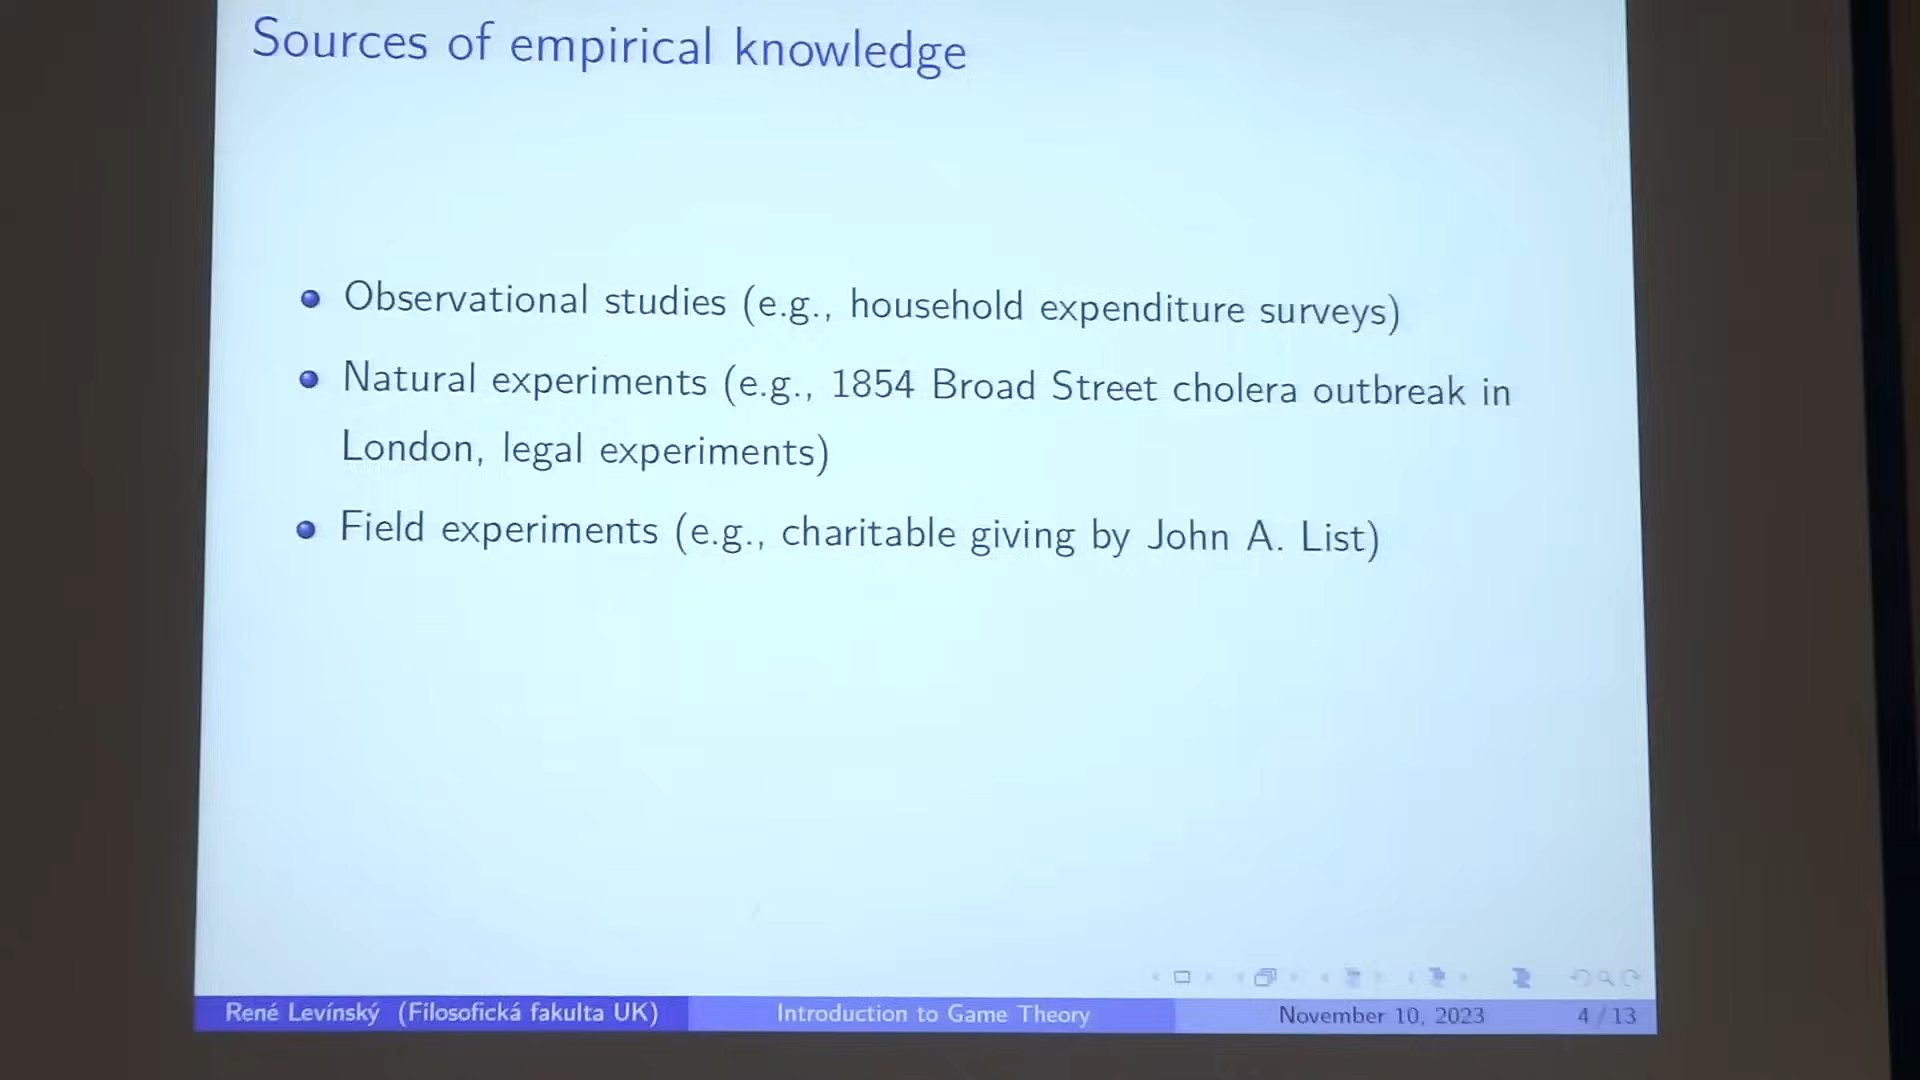 Sources of empirical knowledge
Observational studies (e.g., household expenditure surveys)
Natural experiments (e.g., 1854 Broad Street cholera outbreak in
London, legal experiments)
Field experiments (e.g., charitable giving by John A. List)
René Levínský (Filosofická fakulta UK) Introduction to Game Theory November 10, 2023 4 / 13